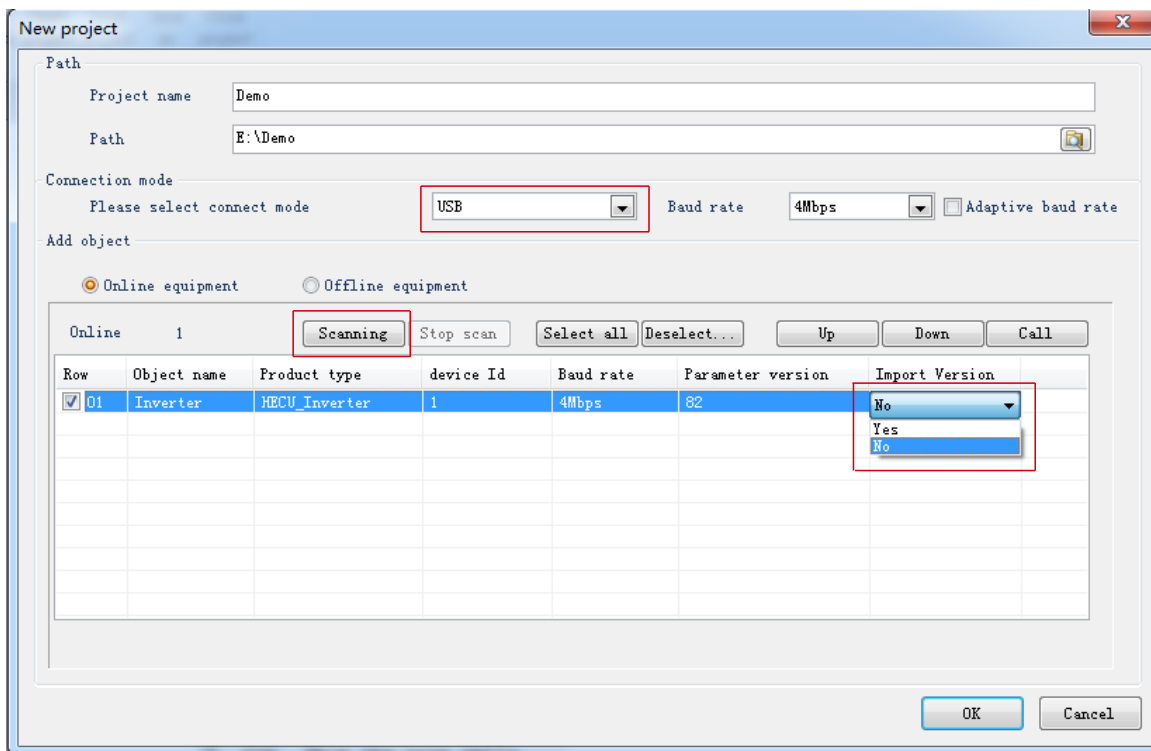 New project
Path
Project name Demo
Path E:\Demo
Connection mode
Please select connect mode USB Baud rate 4Mbps Adaptive baud rate
Add object
Online equipment Offline equipment
Online 1 Scanning Stop scan Select all Deselect... Up Down Call
Row Object name Product type device Id Baud rate Parameter version Import Version
01 Inverter HECU_Inverter 1 4Mbps 82 No
Yes
No
OK Cancel